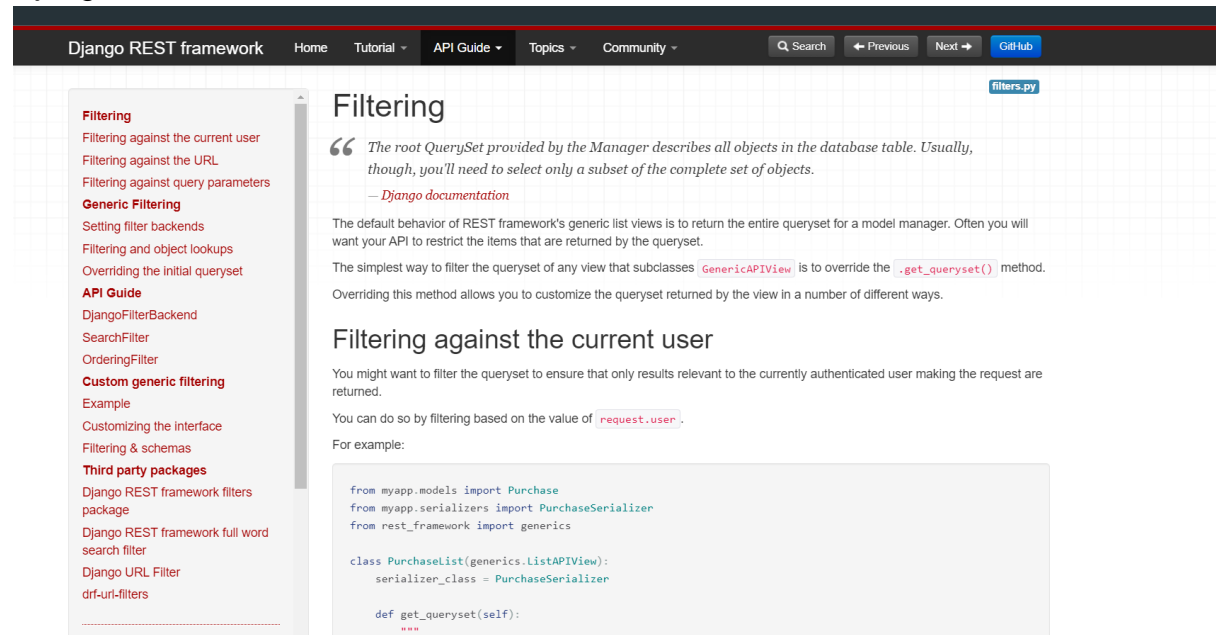 Django REST framework
Home
Tutorial
API Guide
Topics
Community
Search
Previous
Next
GitHub
Filtering
Filtering against the current user
Filtering against the URL
Filtering against query parameters
Generic Filtering
Setting filter backends
Filtering and object lookups
Overriding the initial queryset
API Guide
DjangoFilterBackend
SearchFilter
OrderingFilter
Custom generic filtering
Example
Customizing the interface
Filtering & schemas
Third party packages
Django REST framework filters
package
Django REST framework full word
search filter
Django URL Filter
drf-url-filters
filters.py
Filtering
“ The root QuerySet provided by the Manager describes all objects in the database table. Usually,
though, you'll need to select only a subset of the complete set of objects.
— Django documentation
The default behavior of REST framework's generic list views is to return the entire queryset for a model manager. Often you will
want your API to restrict the items that are returned by the queryset.
The simplest way to filter the queryset of any view that subclasses GenericAPIView is to override the .get_queryset() method.
Overriding this method allows you to customize the queryset returned by the view in a number of different ways.
Filtering against the current user
You might want to filter the queryset to ensure that only results relevant to the currently authenticated user making the request are
returned.
You can do so by filtering based on the value of request.user.
For example:
from myapp.models import Purchase
from myapp.serializers import PurchaseSerializer
from rest_framework import generics
class PurchaseList(generics.ListAPIView):
serializer_class = PurchaseSerializer
def get_queryset(self):
"""